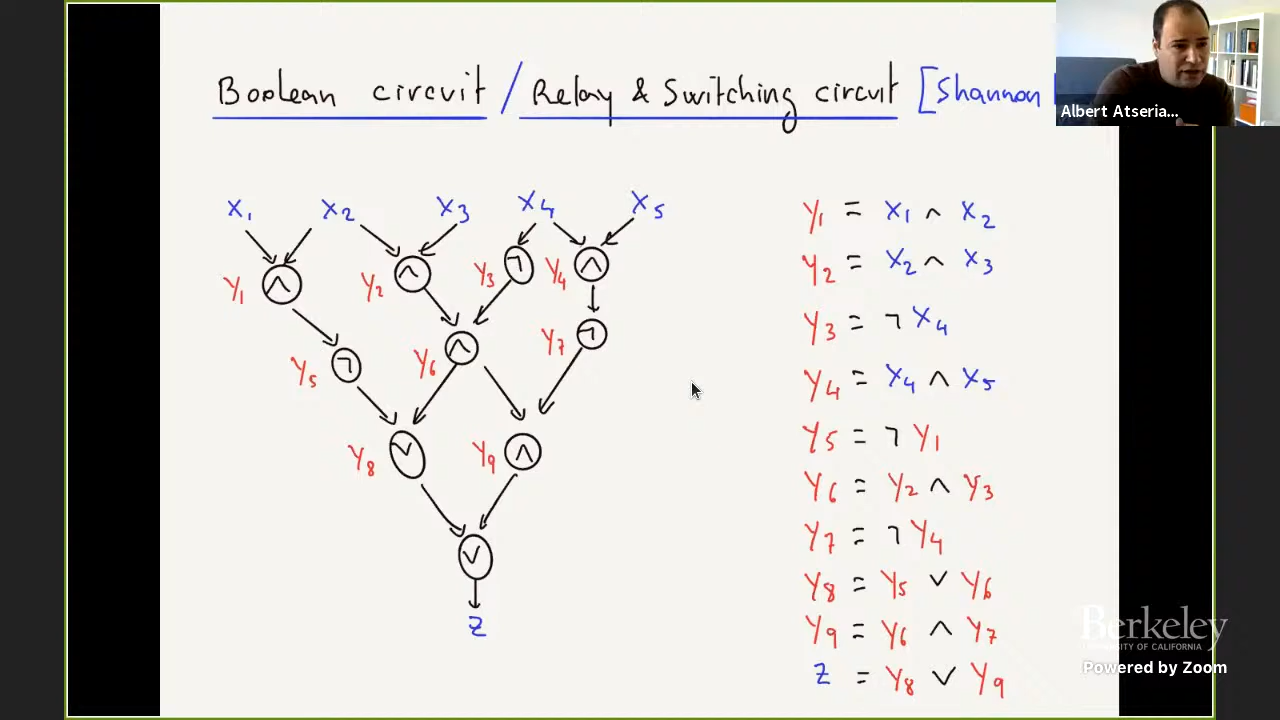 Boolean circuit / Relay & Switching circuit [Shannon
Albert Atseria...
X1 X2 X3 X4 X5
Y1 ∧ Y2 ∧ Y3 ¬ Y4 ∧
Y5 ¬ Y6 ∧ Y7 ¬
Y8 ∨ Y9 ∧
∨
Z
Y1 = X1 ∧ X2
Y2 = X2 ∧ X3
Y3 = ¬ X4
Y4 = X4 ∧ X5
Y5 = ¬ Y1
Y6 = Y2 ∧ Y3
Y7 = ¬ Y4
Y8 = Y5 ∨ Y6
Y9 = Y6 ∧ Y7
Z = Y8 ∨ Y9
Berkeley
UNIVERSITY OF CALIFORNIA
Powered by Zoom